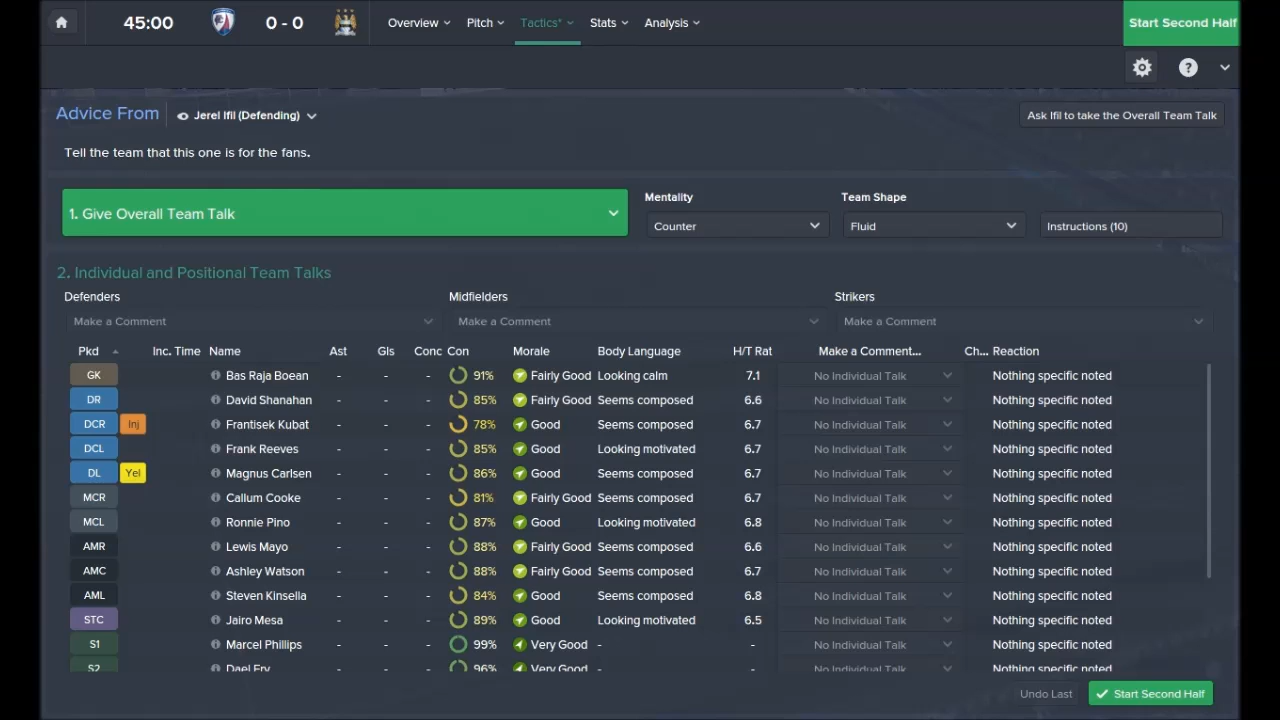 45:00 0 - 0 Overview Pitch Tactics* Stats Analysis Start Second Half
?
Advice From Jerel Ifil (Defending) Ask Ifil to take the Overall Team Talk
Tell the team that this one is for the fans.
Mentality Team Shape
1. Give Overall Team Talk
Counter Fluid Instructions (10)
2. Individual and Positional Team Talks
Defenders Midfielders Strikers
Make a Comment Make a Comment Make a Comment
Pkd Inc. Time Name Ast Gls Conc Con Morale Body Language H/T Rat Make a Comment... Ch... Reaction
GK Bas Raja Boean - - - 91% Fairly Good Looking calm 7.1 No Individual Talk Nothing specific noted
DR David Shanahan - - - 85% Fairly Good Seems composed 6.6 No Individual Talk Nothing specific noted
DCR Inj Frantisek Kubat - - - 78% Good Seems composed 6.7 No Individual Talk Nothing specific noted
DCL Frank Reeves - - - 85% Good Looking motivated 6.7 No Individual Talk Nothing specific noted
DL Yel Magnus Carlsen - - - 86% Good Seems composed 6.7 No Individual Talk Nothing specific noted
MCR Callum Cooke - - - 81% Fairly Good Seems composed 6.7 No Individual Talk Nothing specific noted
MCL Ronnie Pino - - - 87% Good Looking motivated 6.8 No Individual Talk Nothing specific noted
AMR Lewis Mayo - - - 88% Fairly Good Seems composed 6.6 No Individual Talk Nothing specific noted
AMC Ashley Watson - - - 88% Fairly Good Seems composed 6.7 No Individual Talk Nothing specific noted
AML Steven Kinsella - - - 84% Good Seems composed 6.8 No Individual Talk Nothing specific noted
STC Jairo Mesa - - - 89% Good Looking motivated 6.5 No Individual Talk Nothing specific noted
S1 Marcel Phillips - - - 99% Very Good - - No Individual Talk Nothing specific noted
S2 Dael Fry - - - 96% Very Good - - No Individual Talk Nothing specific noted
Undo Last Start Second Half